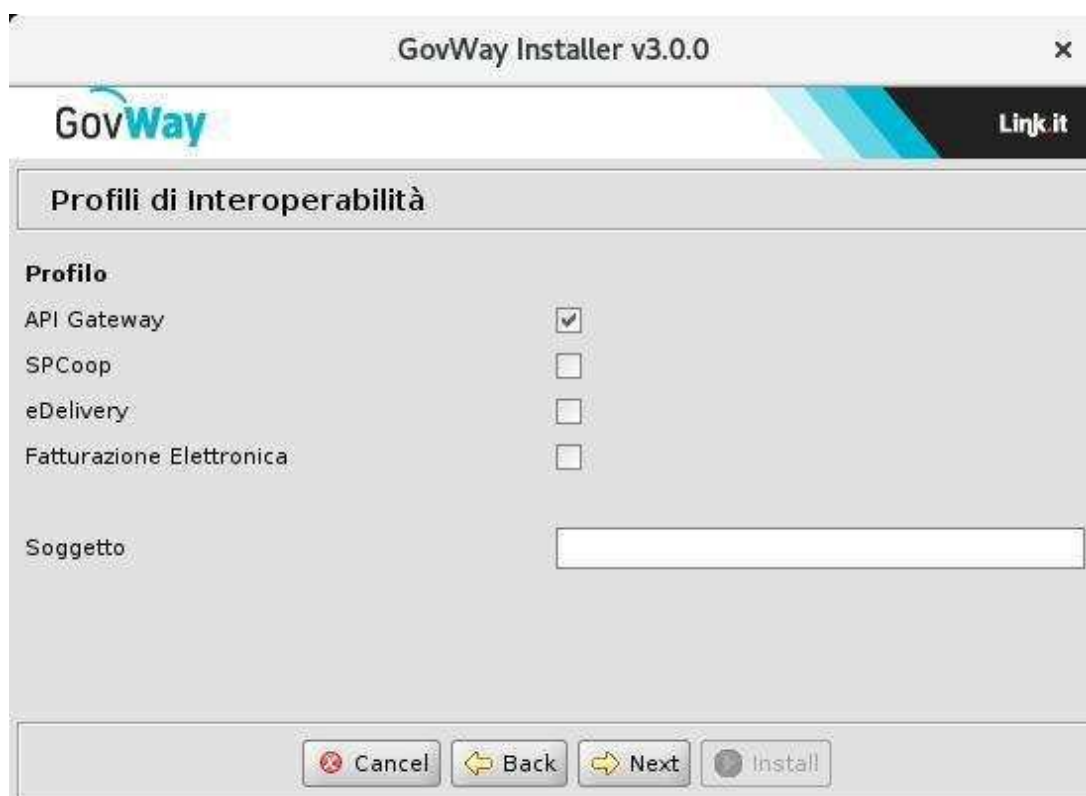 GovWay Installer v3.0.0
GovWay
Link.it
Profili di Interoperabilità
Profilo
API Gateway
SPCoop
eDelivery
Fatturazione Elettronica
Soggetto
Cancel Back Next Install